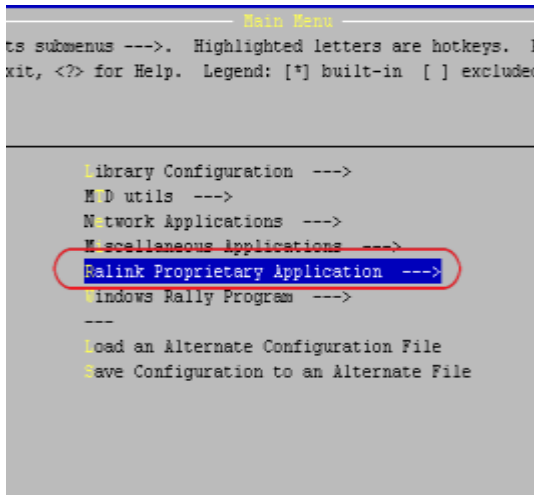 Main Menu
ts submenus --->. Highlighted letters are hotkeys.
xit, <?> for Help. Legend: [*] built-in [ ] excluded
Library Configuration --->
MTD utils --->
Network Applications --->
Miscellaneous Applications --->
Ralink Proprietary Application --->
Windows Rally Program --->
---
Load an Alternate Configuration File
Save Configuration to an Alternate File